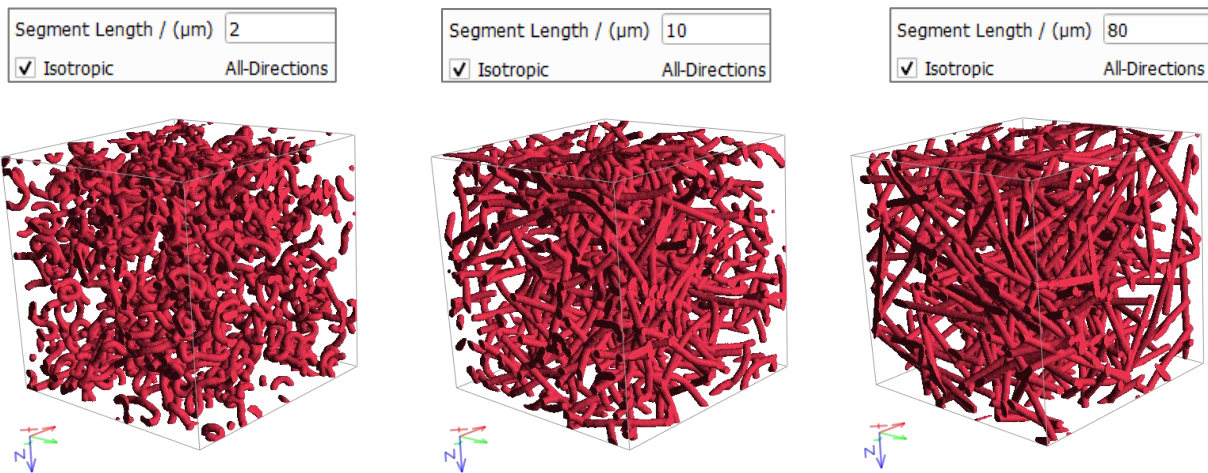 Segment Length / (µm) 2
Isotropic All-Directions
Segment Length / (µm) 10
Isotropic All-Directions
Segment Length / (µm) 80
Isotropic All-Directions
Z
Z
Z